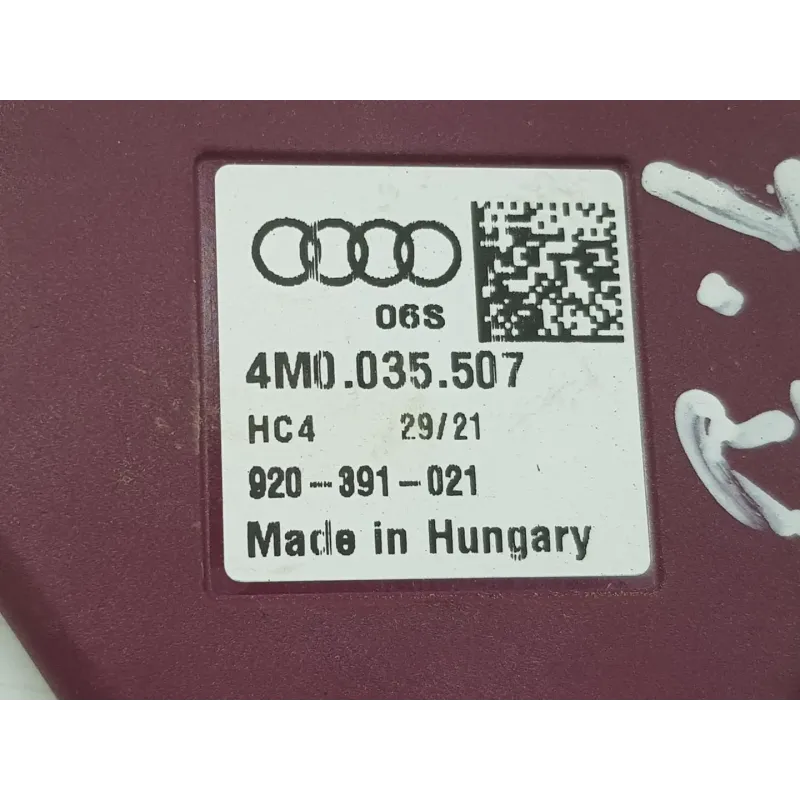 06S
4M0.035.507
HC4 29/21
920-391-021
Made in Hungary